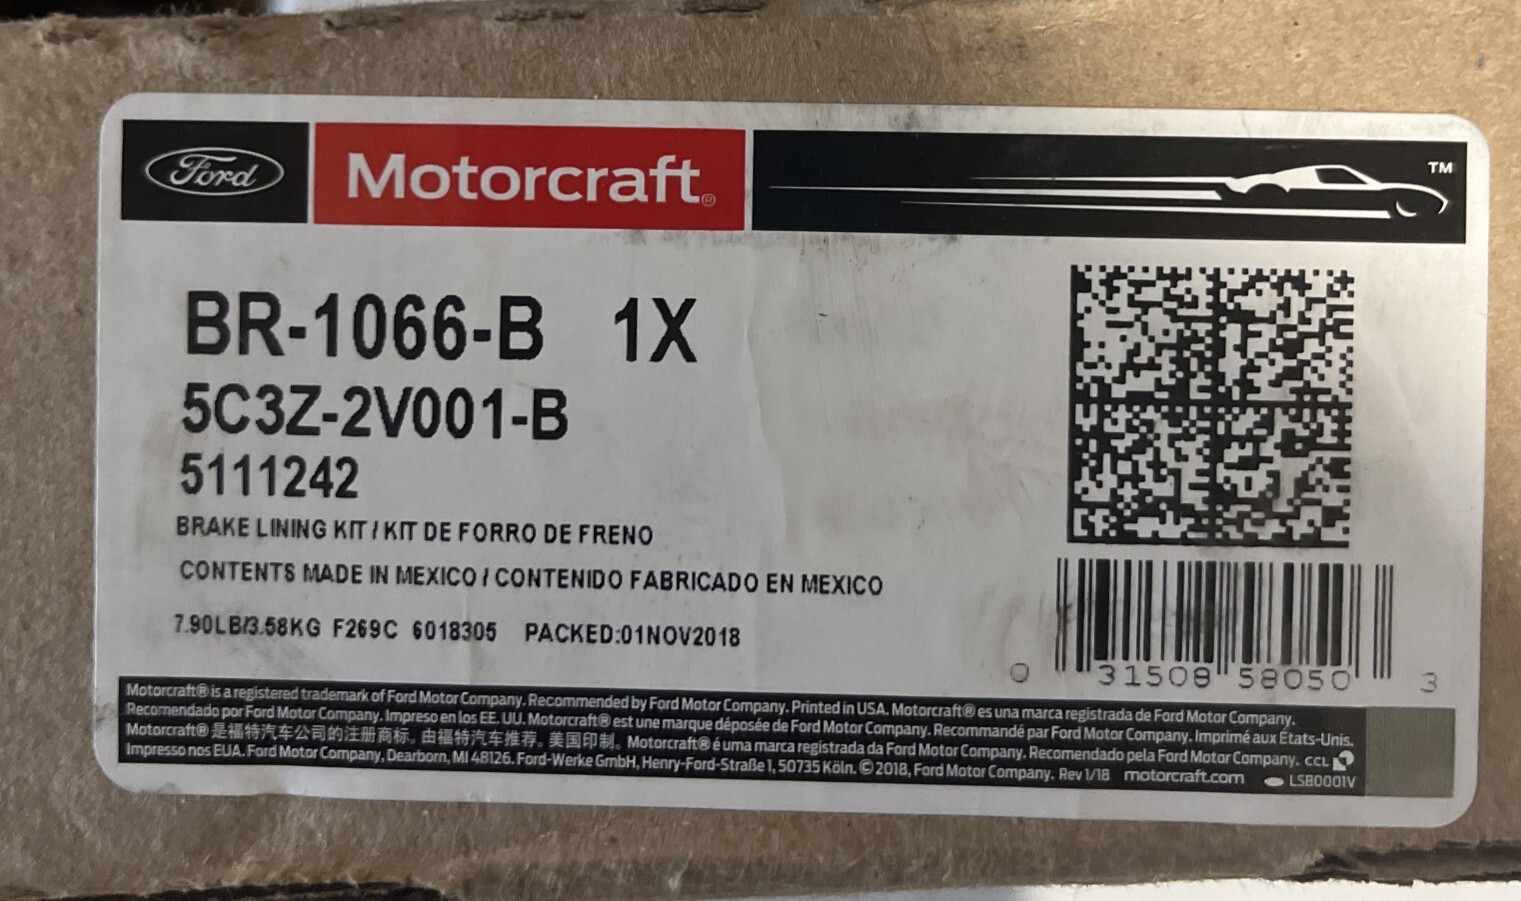 Ford Motorcraft® TM
BR-1066-B 1X
5C3Z-2V001-B
5111242
BRAKE LINING KIT / KIT DE FORRO DE FRENO
CONTENTS MADE IN MEXICO / CONTENIDO FABRICADO EN MEXICO
7.90LB/3.58KG F269C 6018305 PACKED:01NOV2018
0 31508 58050 3
Motorcraft® is a registered trademark of Ford Motor Company. Recommended by Ford Motor Company. Printed in USA. Motorcraft® es una marca registrada de Ford Motor Company.
Recomendado por Ford Motor Company. Impreso en los EE. UU. Motorcraft® est une marque déposée de Ford Motor Company. Recommandé par Ford Motor Company. Imprimé aux États-Unis.
Motorcraft® 是福特汽车公司的注册商标。由福特汽车推荐。美国印制。Motorcraft® é uma marca registrada da Ford Motor Company. Recomendado pela Ford Motor Company. CCL
Impresso nos EUA. Ford Motor Company, Dearborn, MI 48126. Ford-Werke GmbH, Henry-Ford-Straße 1, 50735 Köln. © 2018, Ford Motor Company. Rev 1/18 motorcraft.com LSB0001V